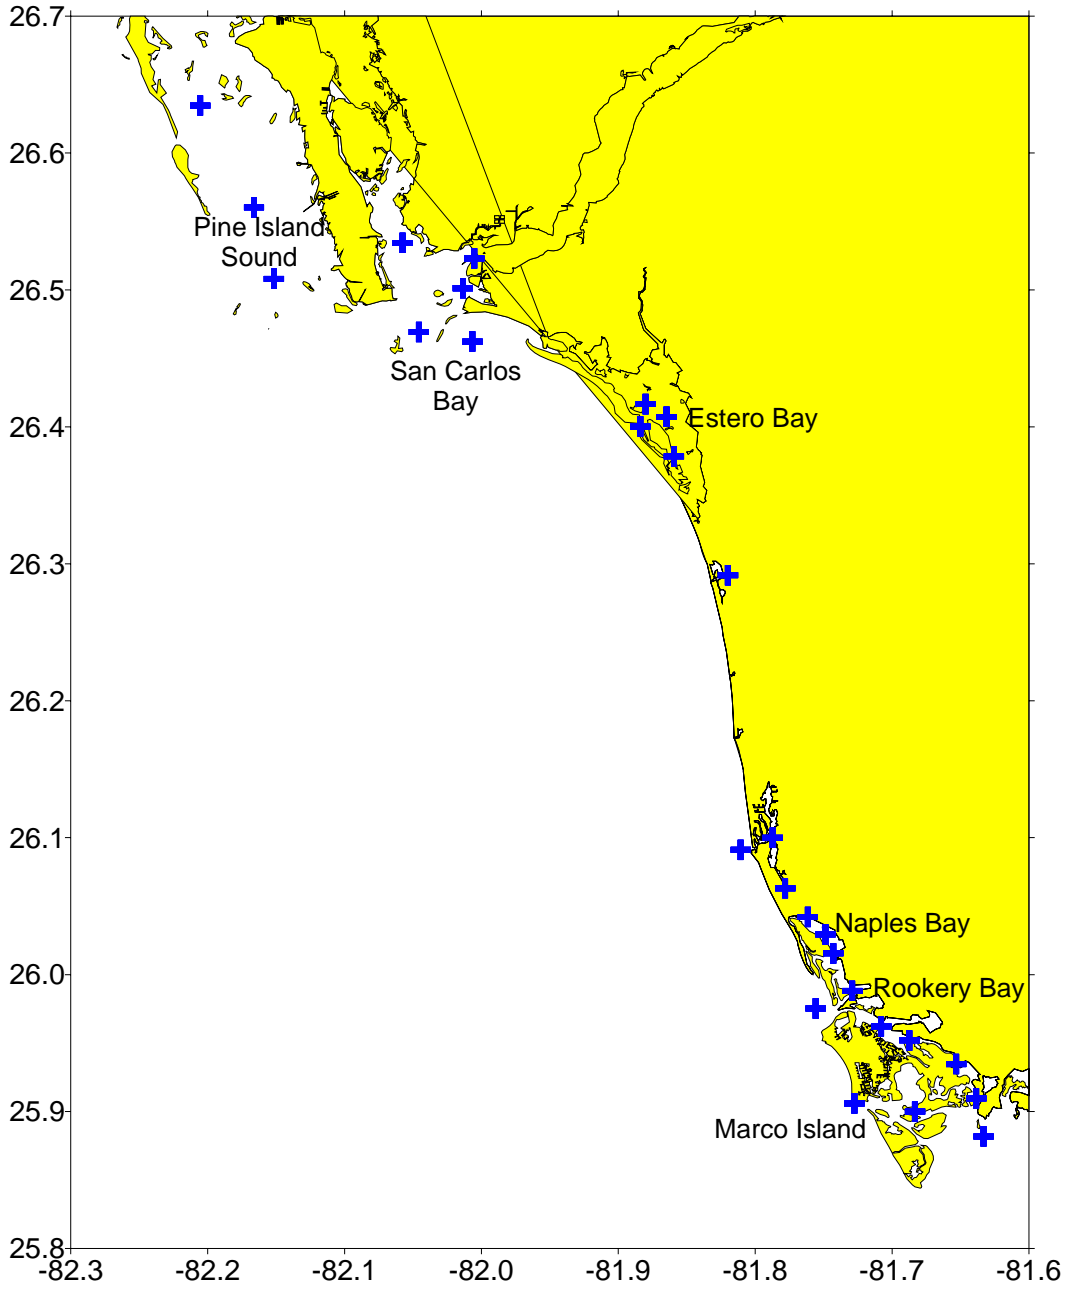 26.7
26.6
Pine Island
Sound
26.5
San Carlos
Bay
Estero Bay
26.4
26.3
26.2
26.1
Naples Bay
26.0
Rookery Bay
25.9
Marco Island
25.8
-82.3 -82.2 -82.1 -82.0 -81.9 -81.8 -81.7 -81.6